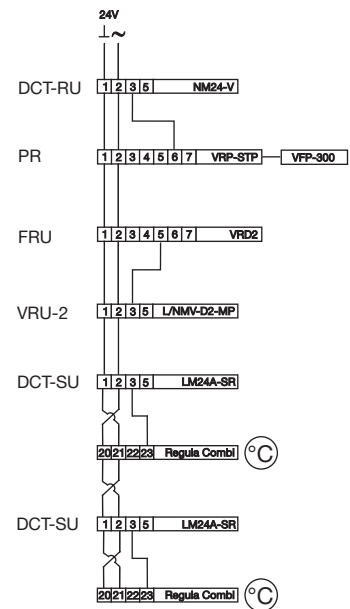 24V
⊥ ~
DCT-RU 1 2 3 5 NM24-V
PR 1 2 3 4 5 6 7 VRP-STP VFP-300
FRU 1 2 3 4 5 6 7 VRD2
VRU-2 1 2 3 5 L/NMV-D2-MP
DCT-SU 1 2 3 5 LM24A-SR
20 21 22 23 Regula Combi °C
DCT-SU 1 2 3 5 LM24A-SR
20 21 22 23 Regula Combi °C